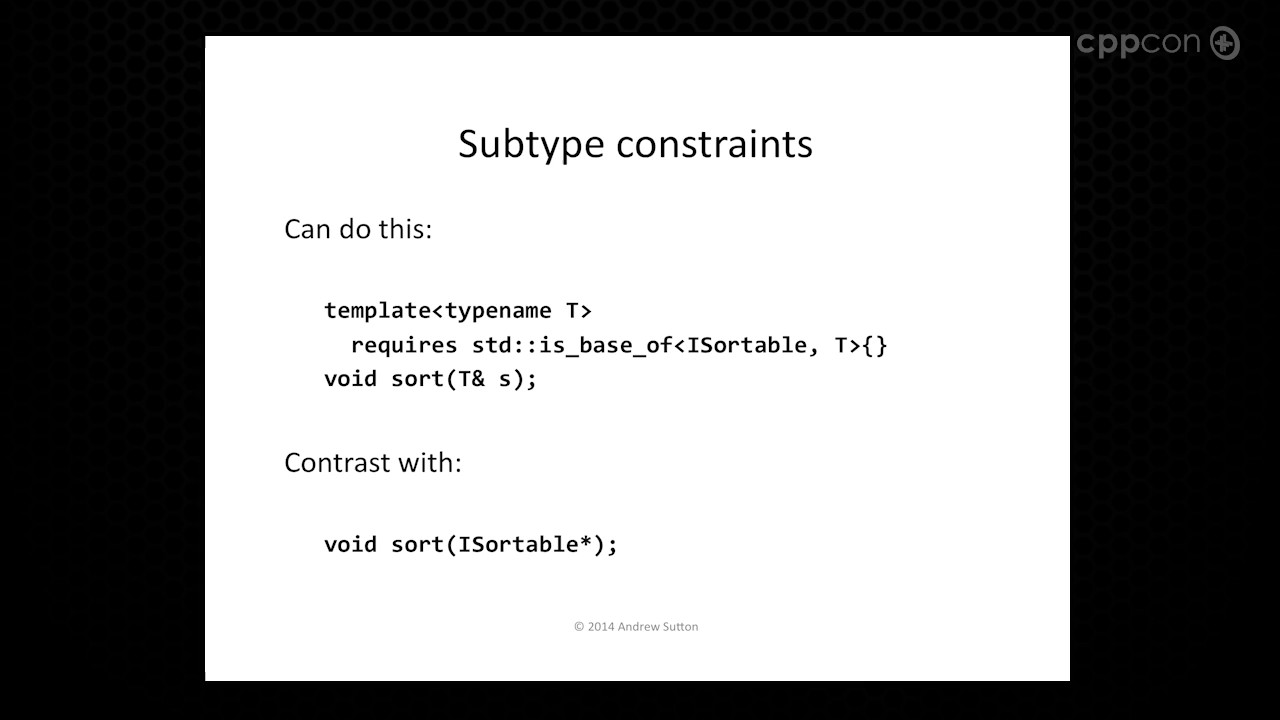 cppcon
Subtype constraints
Can do this:
template<typename T>
requires std::is_base_of<ISortable, T>{}
void sort(T& s);
Contrast with:
void sort(ISortable*);
© 2014 Andrew Sutton